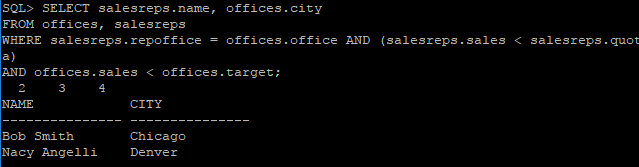 SQL> SELECT salesreps.name, offices.city
FROM offices, salesreps
WHERE salesreps.repoffice = offices.office AND (salesreps.sales < salesreps.quot
a)
AND offices.sales < offices.target;
  2    3    4
NAME            CITY
--------------- ---------------
Bob Smith       Chicago
Nacy Angelli    Denver